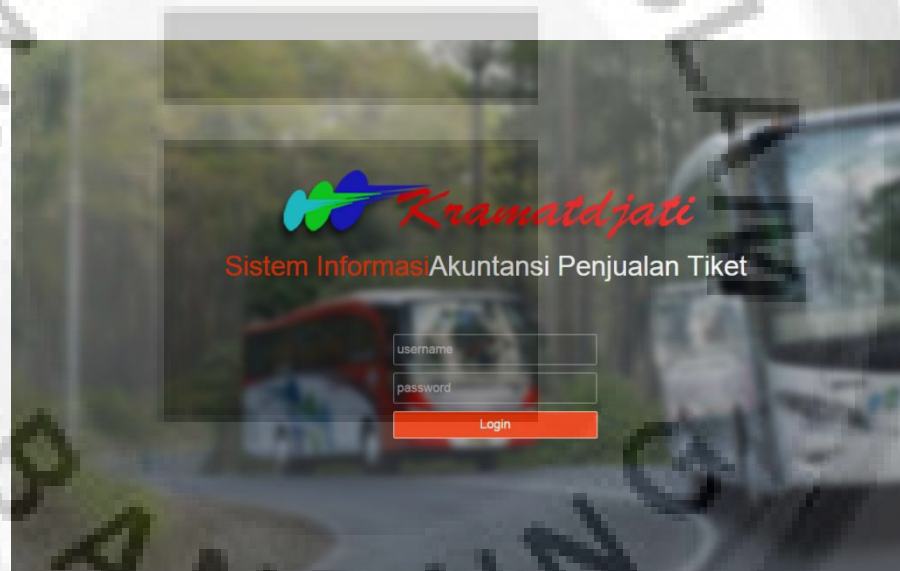 Kramatdjati
Sistem InformasiAkuntansi Penjualan Tiket
username
password
Login